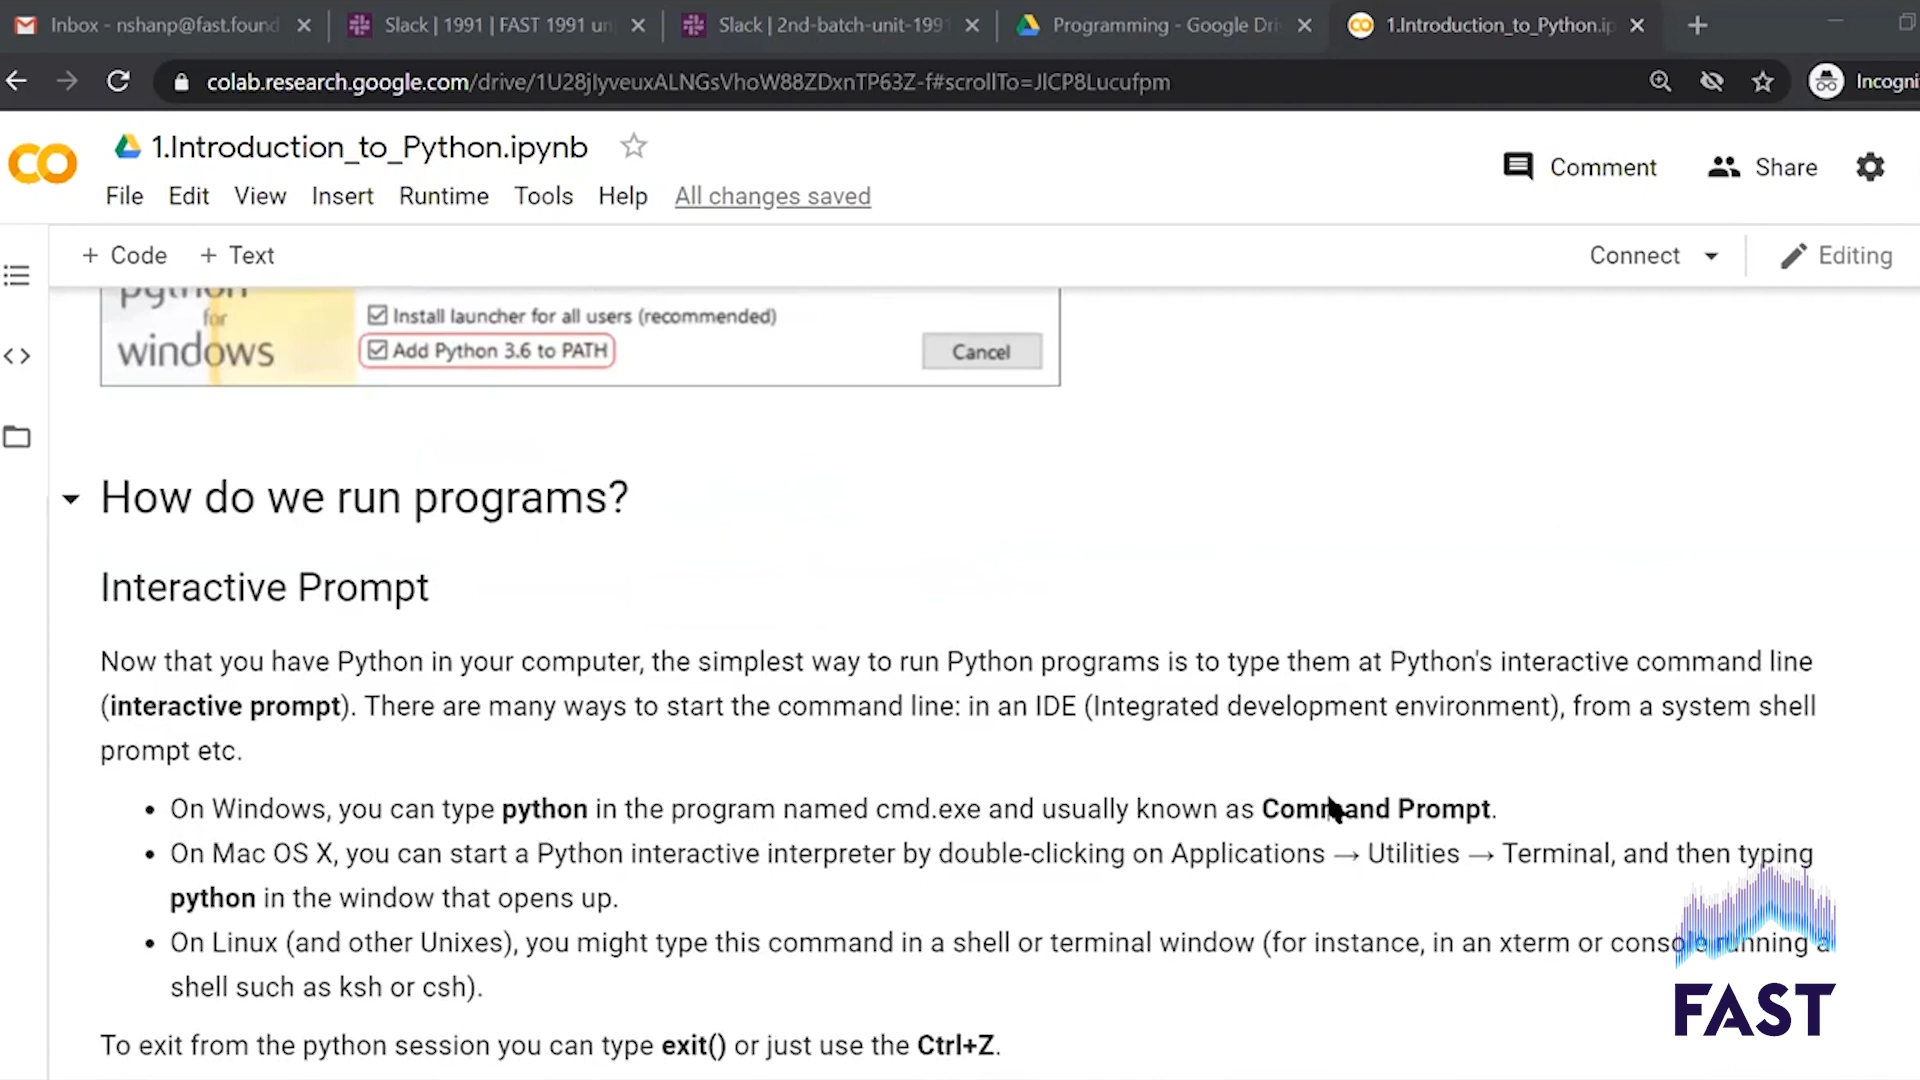 Inbox - nshanp@fast.found
Slack | 1991 | FAST 1991 un
Slack | 2nd-batch-unit-1991
Programming - Google Dri
1.Introduction_to_Python.ip
colab.research.google.com/drive/1U28jIyveuxALNGsVhoW88ZDxnTP63Z-f#scrollTo=JlCP8Lucufpm
Incogni
CO
1.Introduction_to_Python.ipynb
Comment
Share
File Edit View Insert Runtime Tools Help All changes saved
+ Code + Text
Connect
Editing
python
for
windows
Install launcher for all users (recommended)
Add Python 3.6 to PATH
Cancel
How do we run programs?
Interactive Prompt
Now that you have Python in your computer, the simplest way to run Python programs is to type them at Python's interactive command line
(interactive prompt). There are many ways to start the command line: in an IDE (Integrated development environment), from a system shell
prompt etc.
• On Windows, you can type python in the program named cmd.exe and usually known as Command Prompt.
• On Mac OS X, you can start a Python interactive interpreter by double-clicking on Applications → Utilities → Terminal, and then typing
python in the window that opens up.
• On Linux (and other Unixes), you might type this command in a shell or terminal window (for instance, in an xterm or console running a
shell such as ksh or csh).
To exit from the python session you can type exit() or just use the Ctrl+Z.
FAST